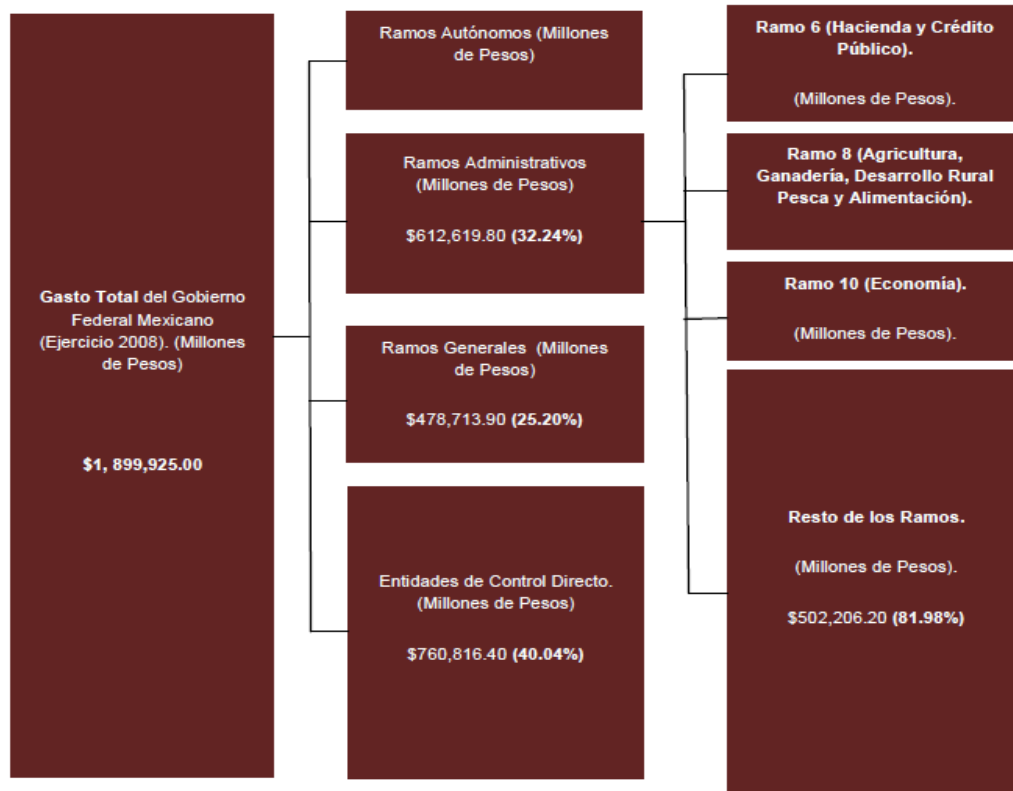 Gasto Total del Gobierno
Federal Mexicano
(Ejercicio 2008). (Millones
de Pesos)
$1, 899,925.00
Ramos Autónomos (Millones
de Pesos)
Ramos Administrativos
(Millones de Pesos)
$612,619.80 (32.24%)
Ramos Generales (Millones
de Pesos)
$478,713.90 (25.20%)
Entidades de Control Directo.
(Millones de Pesos)
$760,816.40 (40.04%)
Ramo 6 (Hacienda y Crédito
Público).
(Millones de Pesos).
Ramo 8 (Agricultura,
Ganadería, Desarrollo Rural
Pesca y Alimentación).
Ramo 10 (Economía).
(Millones de Pesos).
Resto de los Ramos.
(Millones de Pesos).
$502,206.20 (81.98%)